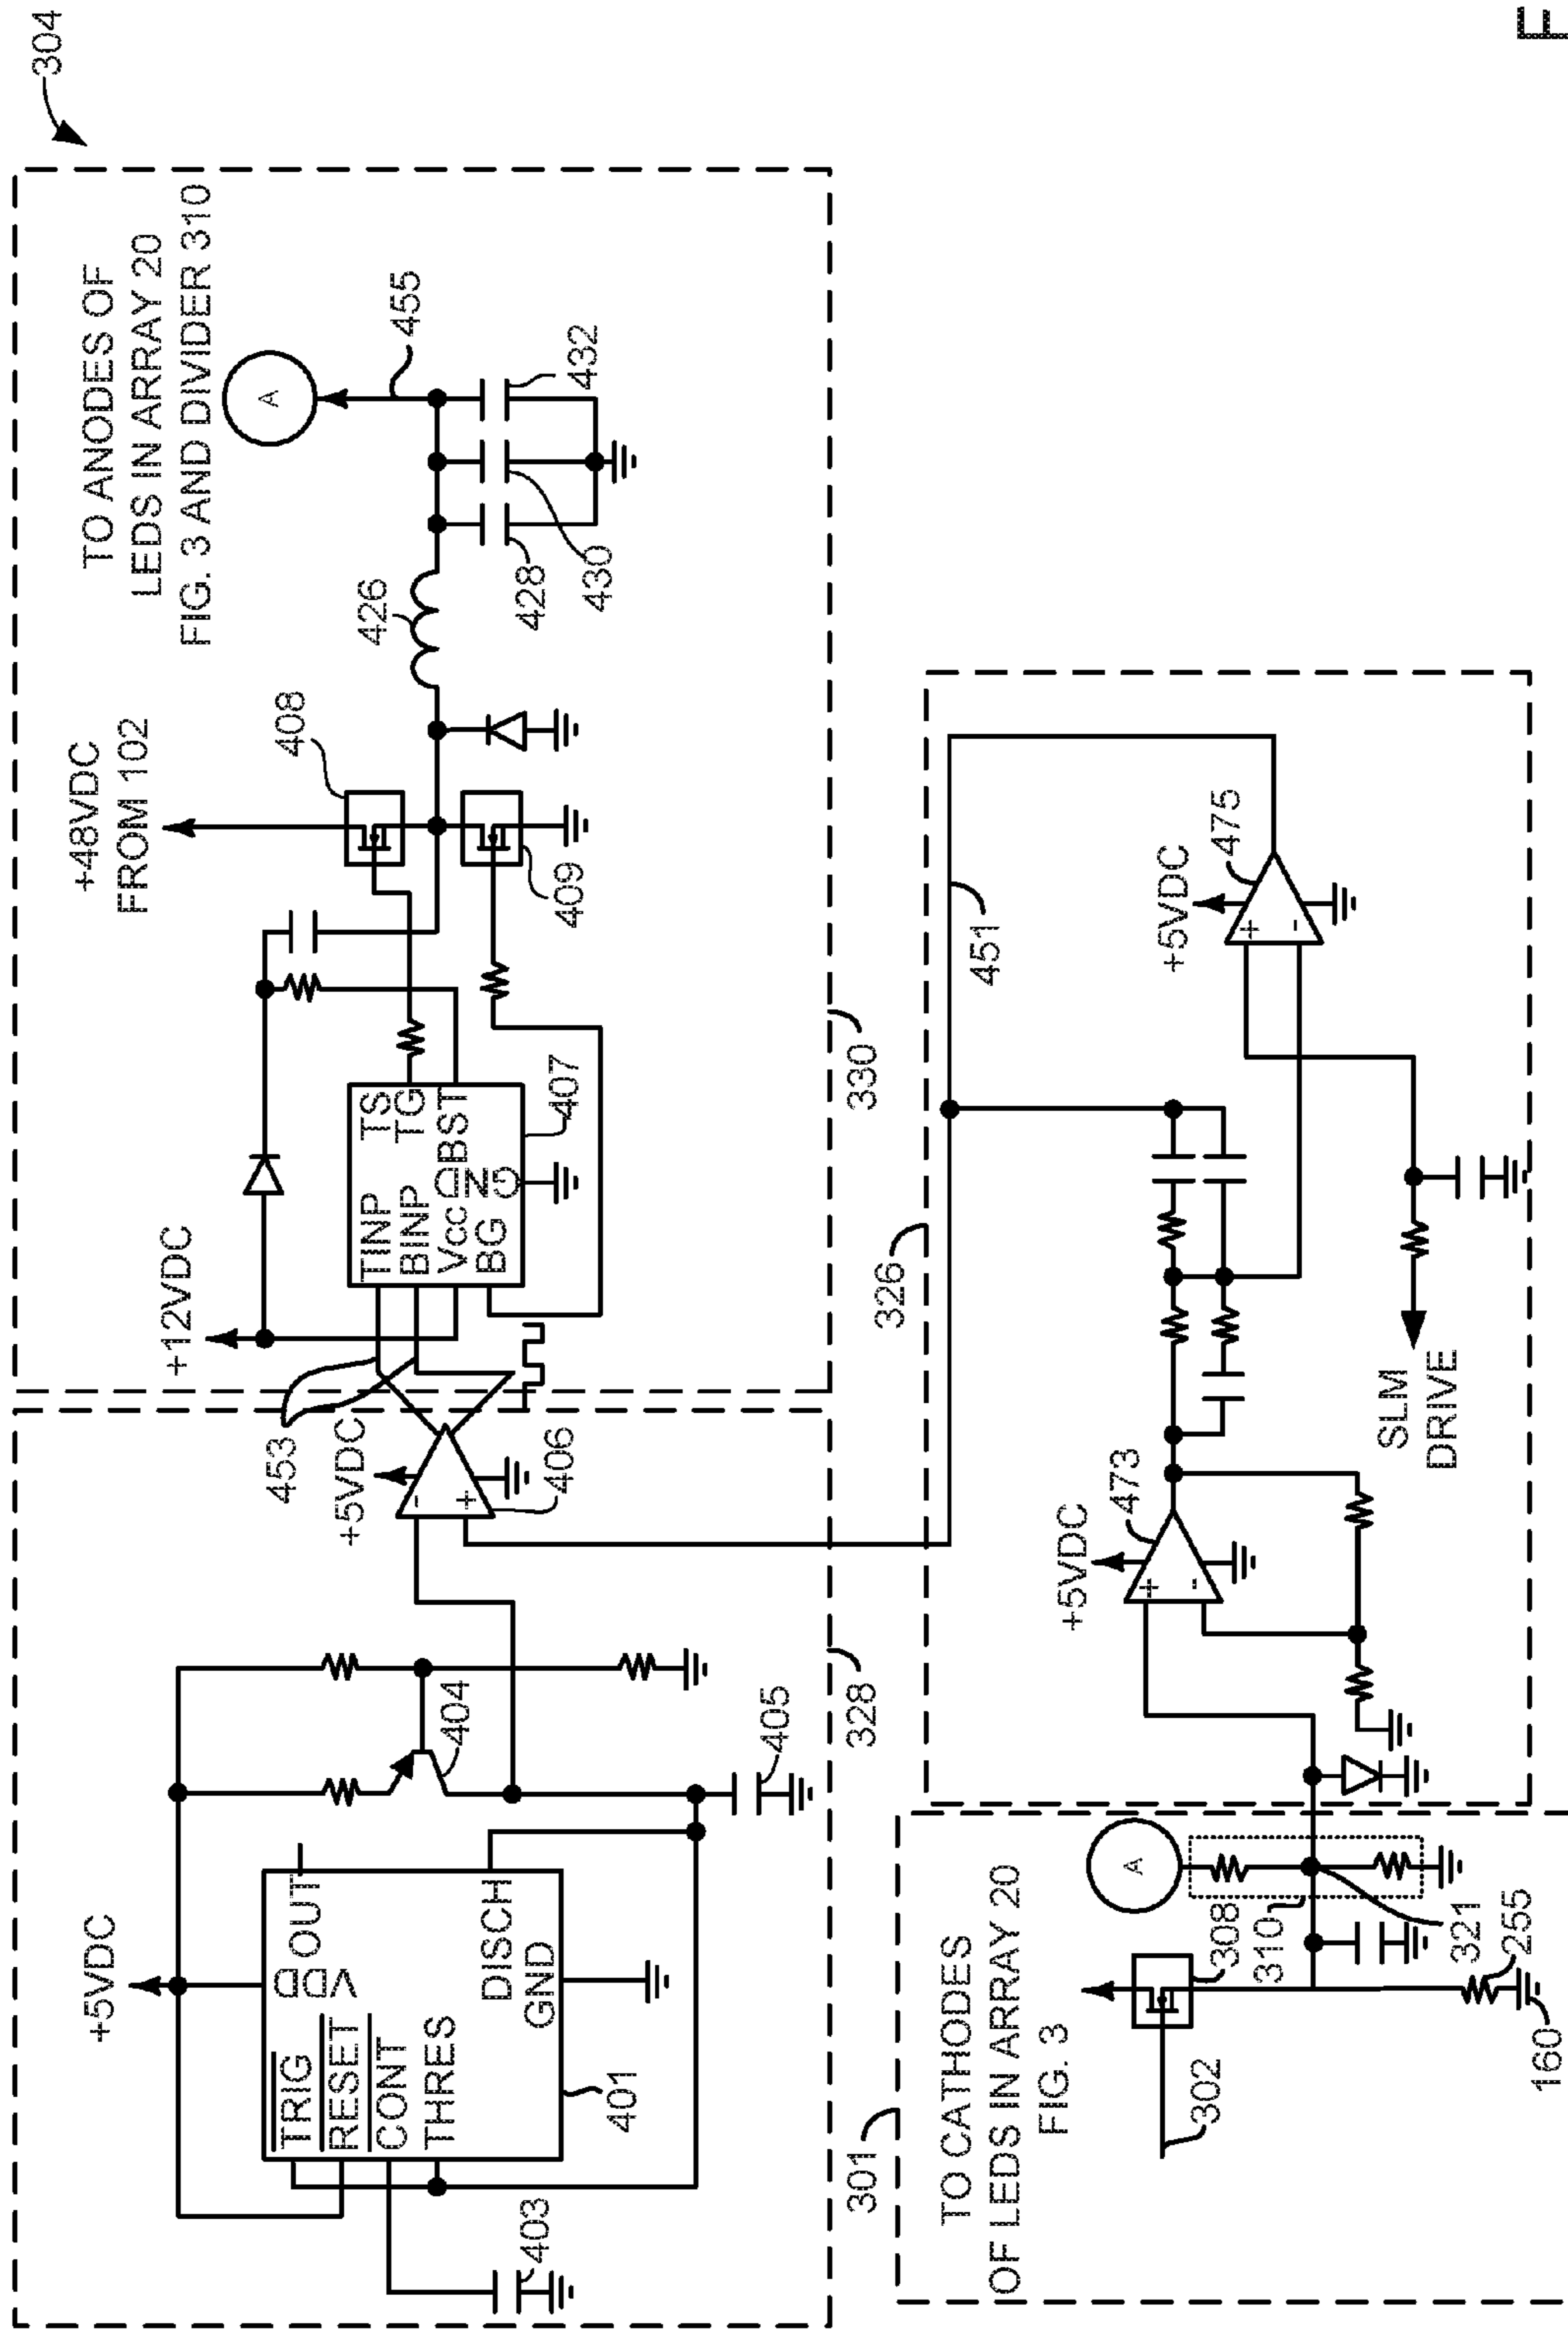 304
TO ANODES OF
LEDS IN ARRAY 20
FIG. 3 AND DIVIDER 310
A
455
432
430
428
426
+48VDC
FROM 102
408
409
+12VDC
TINP
BINP
Vcc
BG
TS
TG
BST
GND
407
330
453
+5VDC
-
+
406
+5VDC
TRIG
RESET
CONT
THRES
VDD
OUT
DISCH
GND
401
403
404
405
328
326
451
+5VDC
+
-
475
+5VDC
+
-
473
SLM
DRIVE
301
TO CATHODES
OF LEDS IN ARRAY 20
FIG. 3
302
A
308
310
321
255
160